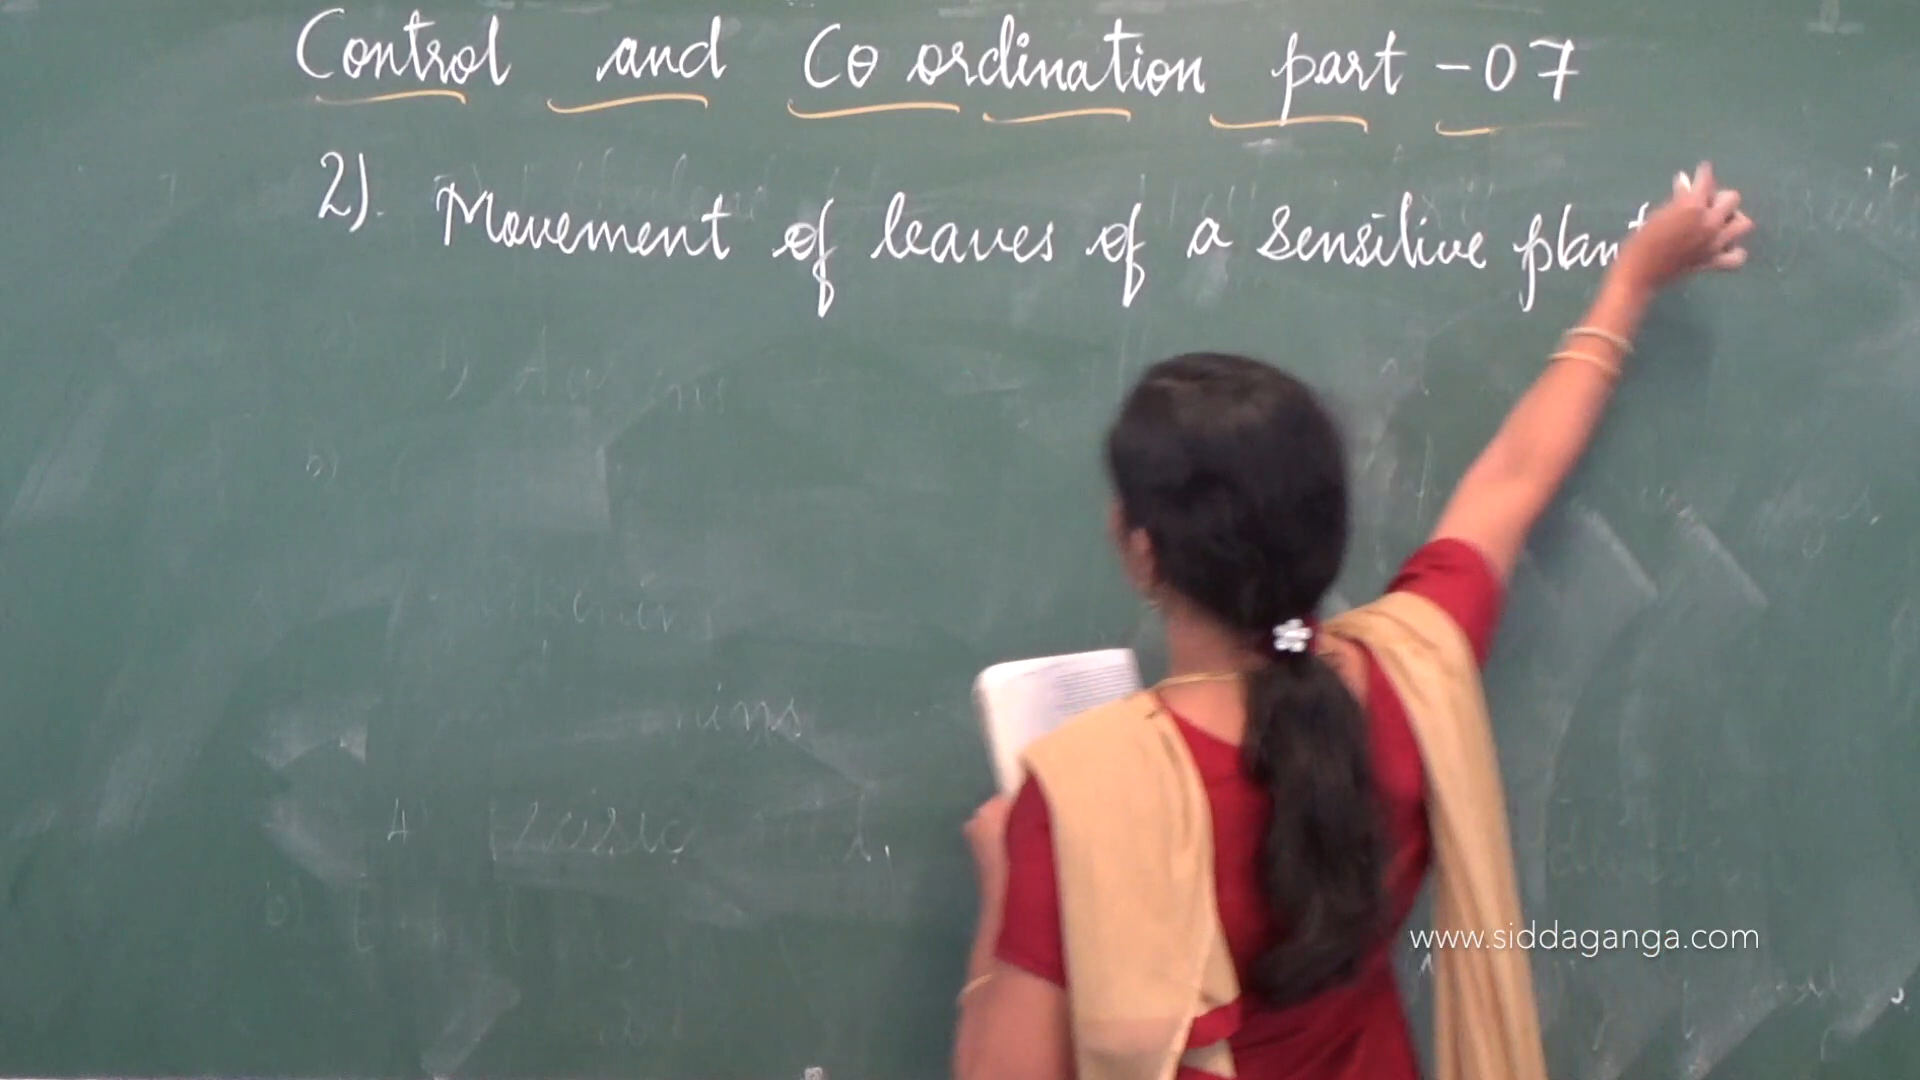 Control and Co ordination part - 07
2). Movement of leaves of a sensitive plant
www.siddaganga.com